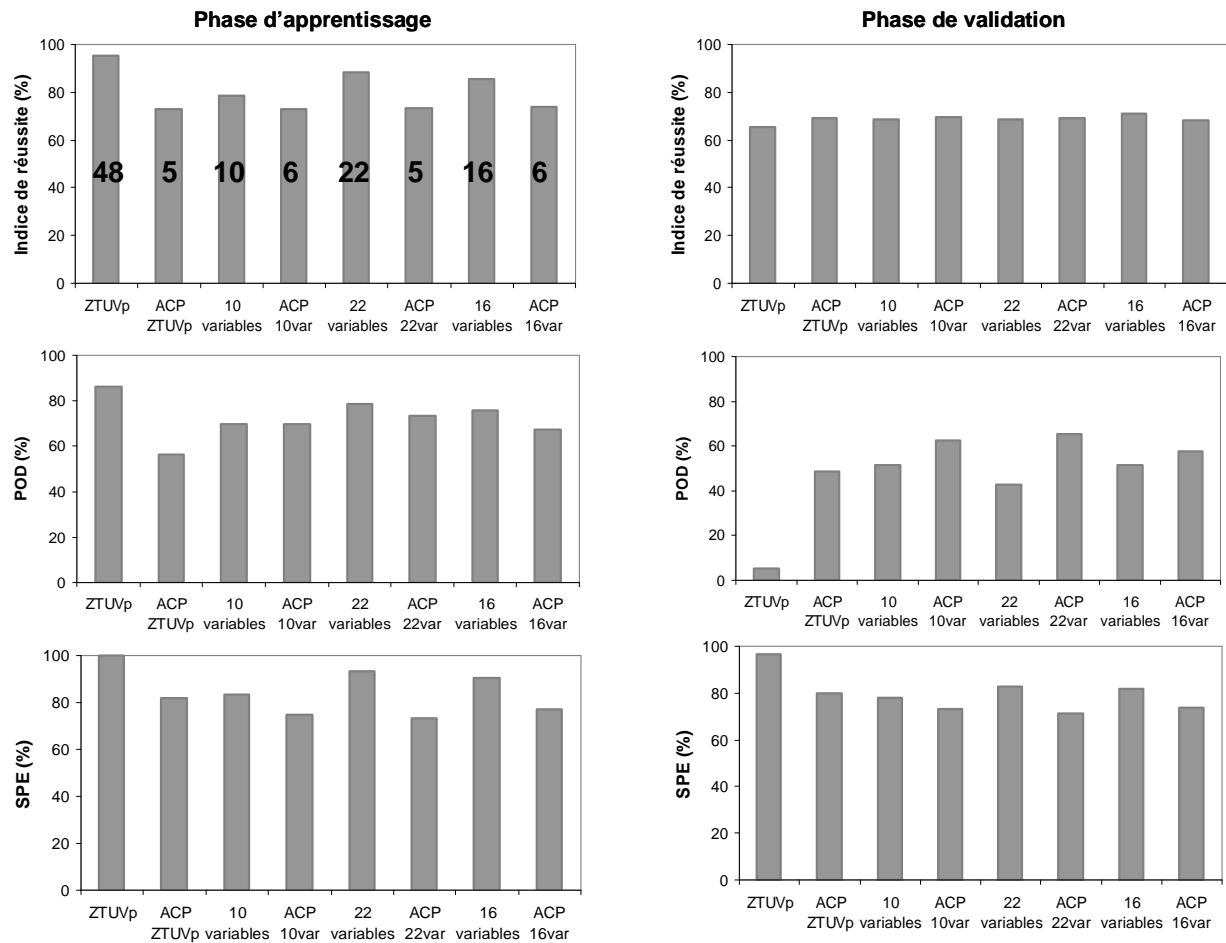 Phase d'apprentissage
Indice de réussite (%)
100
80
60
40
20
0
48 5 10 6 22 5 16 6
ZTUVp ACP 10 ACP 22 ACP 16 ACP
ZTUVp variables 10var variables 22var variables 16var
Phase de validation
Indice de réussite (%)
100
80
60
40
20
0
ZTUVp ACP 10 ACP 22 ACP 16 ACP
ZTUVp variables 10var variables 22var variables 16var
POD (%)
100
80
60
40
20
0
ZTUVp ACP 10 ACP 22 ACP 16 ACP
ZTUVp variables 10var variables 22var variables 16var
POD (%)
100
80
60
40
20
0
ZTUVp ACP 10 ACP 22 ACP 16 ACP
ZTUVp variables 10var variables 22var variables 16var
SPE (%)
100
80
60
40
20
0
ZTUVp ACP 10 ACP 22 ACP 16 ACP
ZTUVp variables 10var variables 22var variables 16var
SPE (%)
100
80
60
40
20
0
ZTUVp ACP 10 ACP 22 ACP 16 ACP
ZTUVp variables 10var variables 22var variables 16var